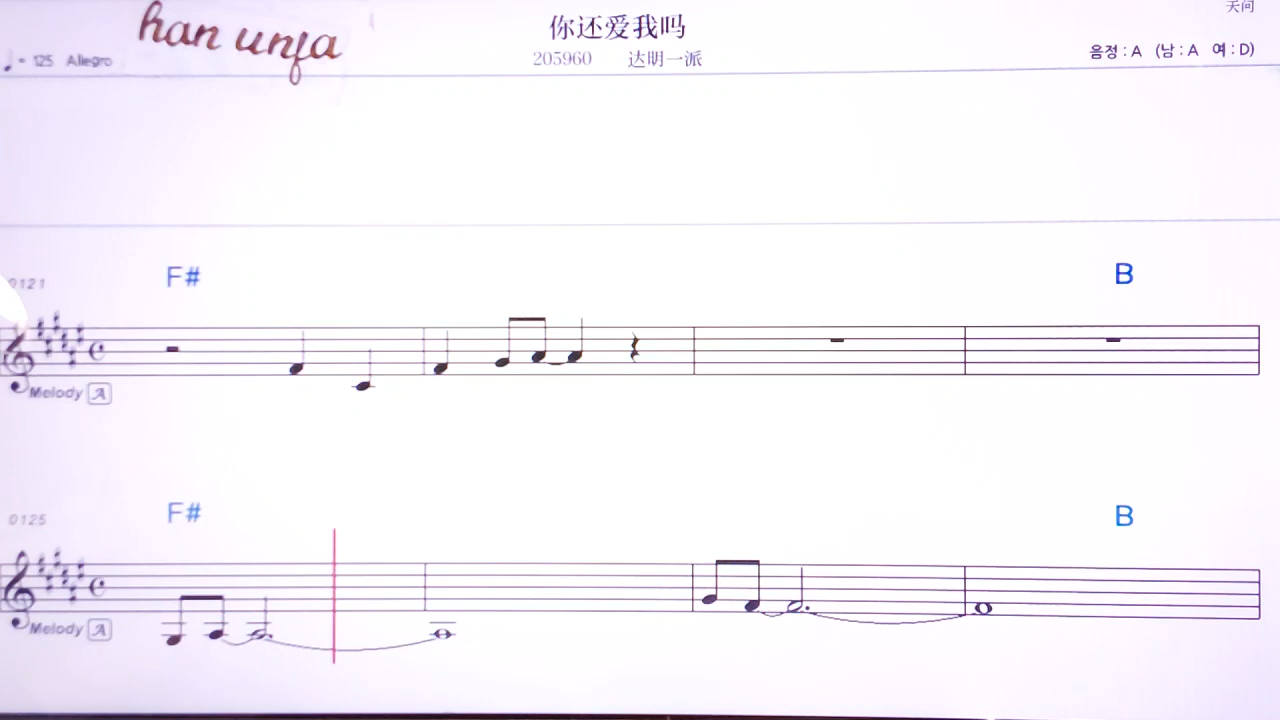 han unja
天问
你还爱我吗
♩= 125 Allegro
205960 达明一派
음정 : A (남 : A 여 : D)
0121 F# B
Melody A
0125 F# B
Melody A